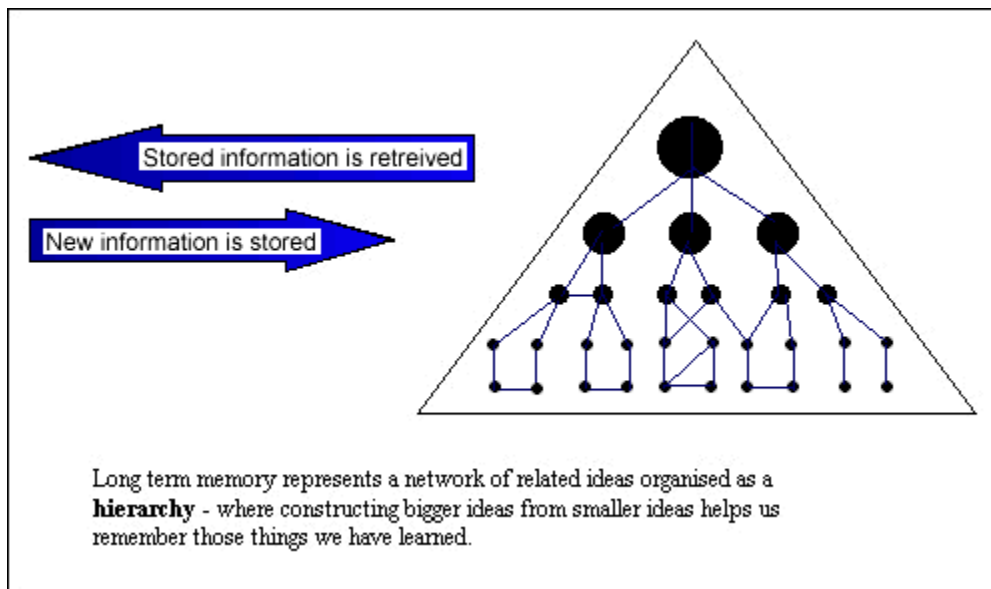 Stored information is retreived
New information is stored
Long term memory represents a network of related ideas organised as a
hierarchy - where constructing bigger ideas from smaller ideas helps us
remember those things we have learned.